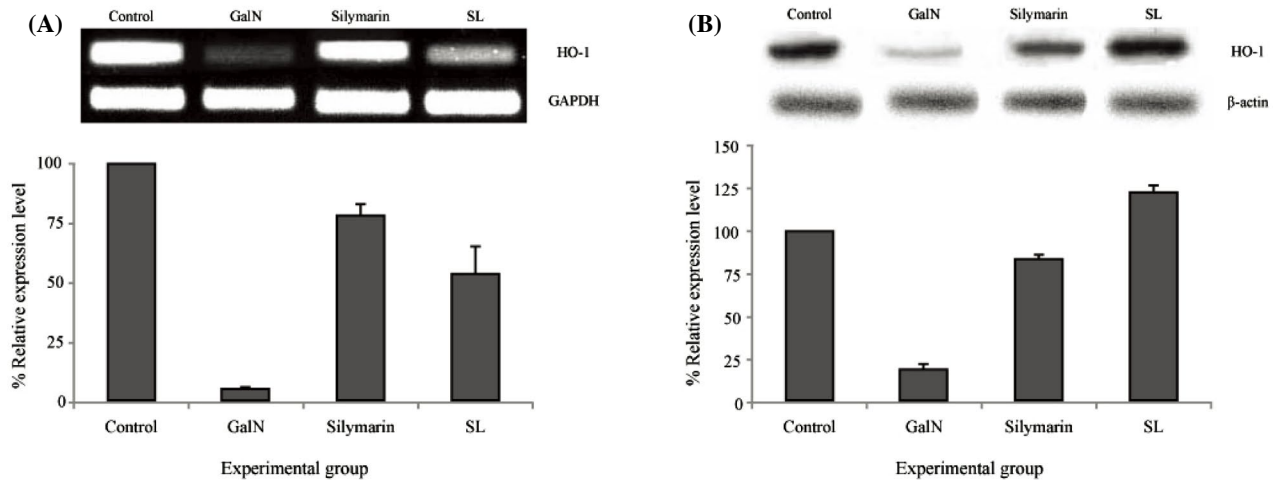 (A)
Control GalN Silymarin SL
HO-1
GAPDH
% Relative expression level
100
75
50
25
0
Control GalN Silymarin SL
Experimental group
(B)
Control GalN Silymarin SL
HO-1
β-actin
% Relative expression level
150
125
100
75
50
25
0
Control GalN Silymarin SL
Experimental group